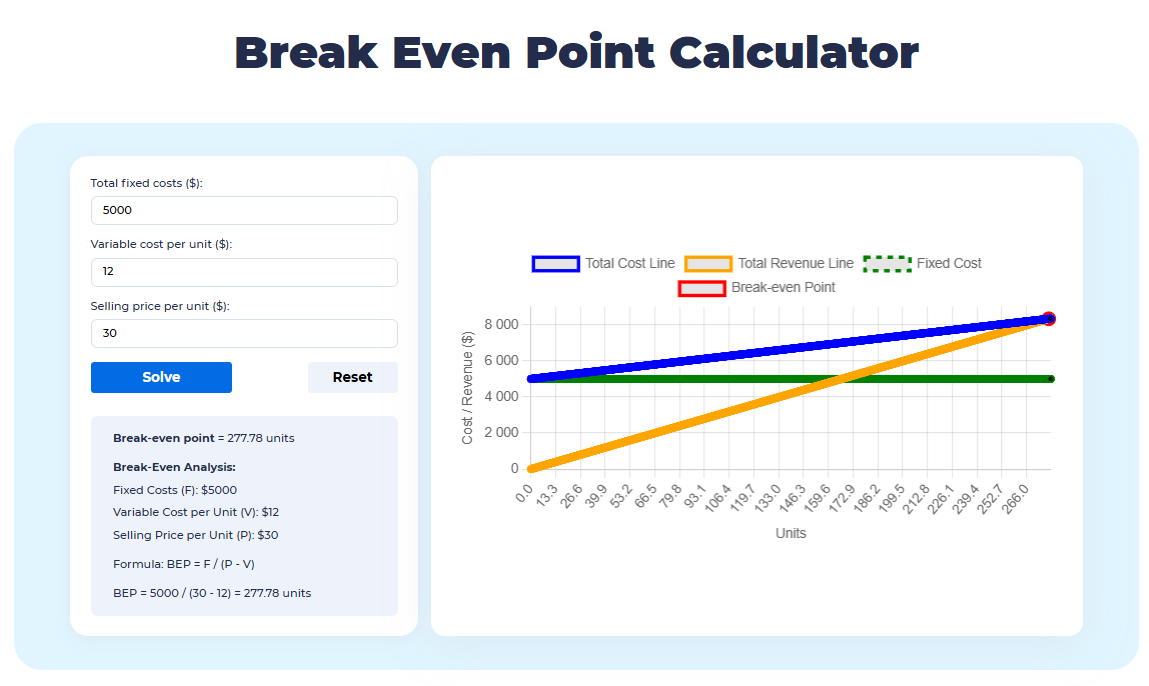 Break Even Point Calculator
Total fixed costs ($):
5000
Variable cost per unit ($):
12
Selling price per unit ($):
30
Solve
Reset
Break-even point = 277.78 units
Break-Even Analysis:
Fixed Costs (F): $5000
Variable Cost per Unit (V): $12
Selling Price per Unit (P): $30
Formula: BEP = F / (P - V)
BEP = 5000 / (30 - 12) = 277.78 units
Total Cost Line Total Revenue Line Fixed Cost
Break-even Point
Cost / Revenue ($)
8 000
6 000
4 000
2 000
0
0.0 13.3 26.6 39.9 53.2 66.5 79.8 93.1 106.4 119.7 133.0 146.3 159.6 172.9 186.2 199.5 212.8 226.1 239.4 252.7 266.0
Units